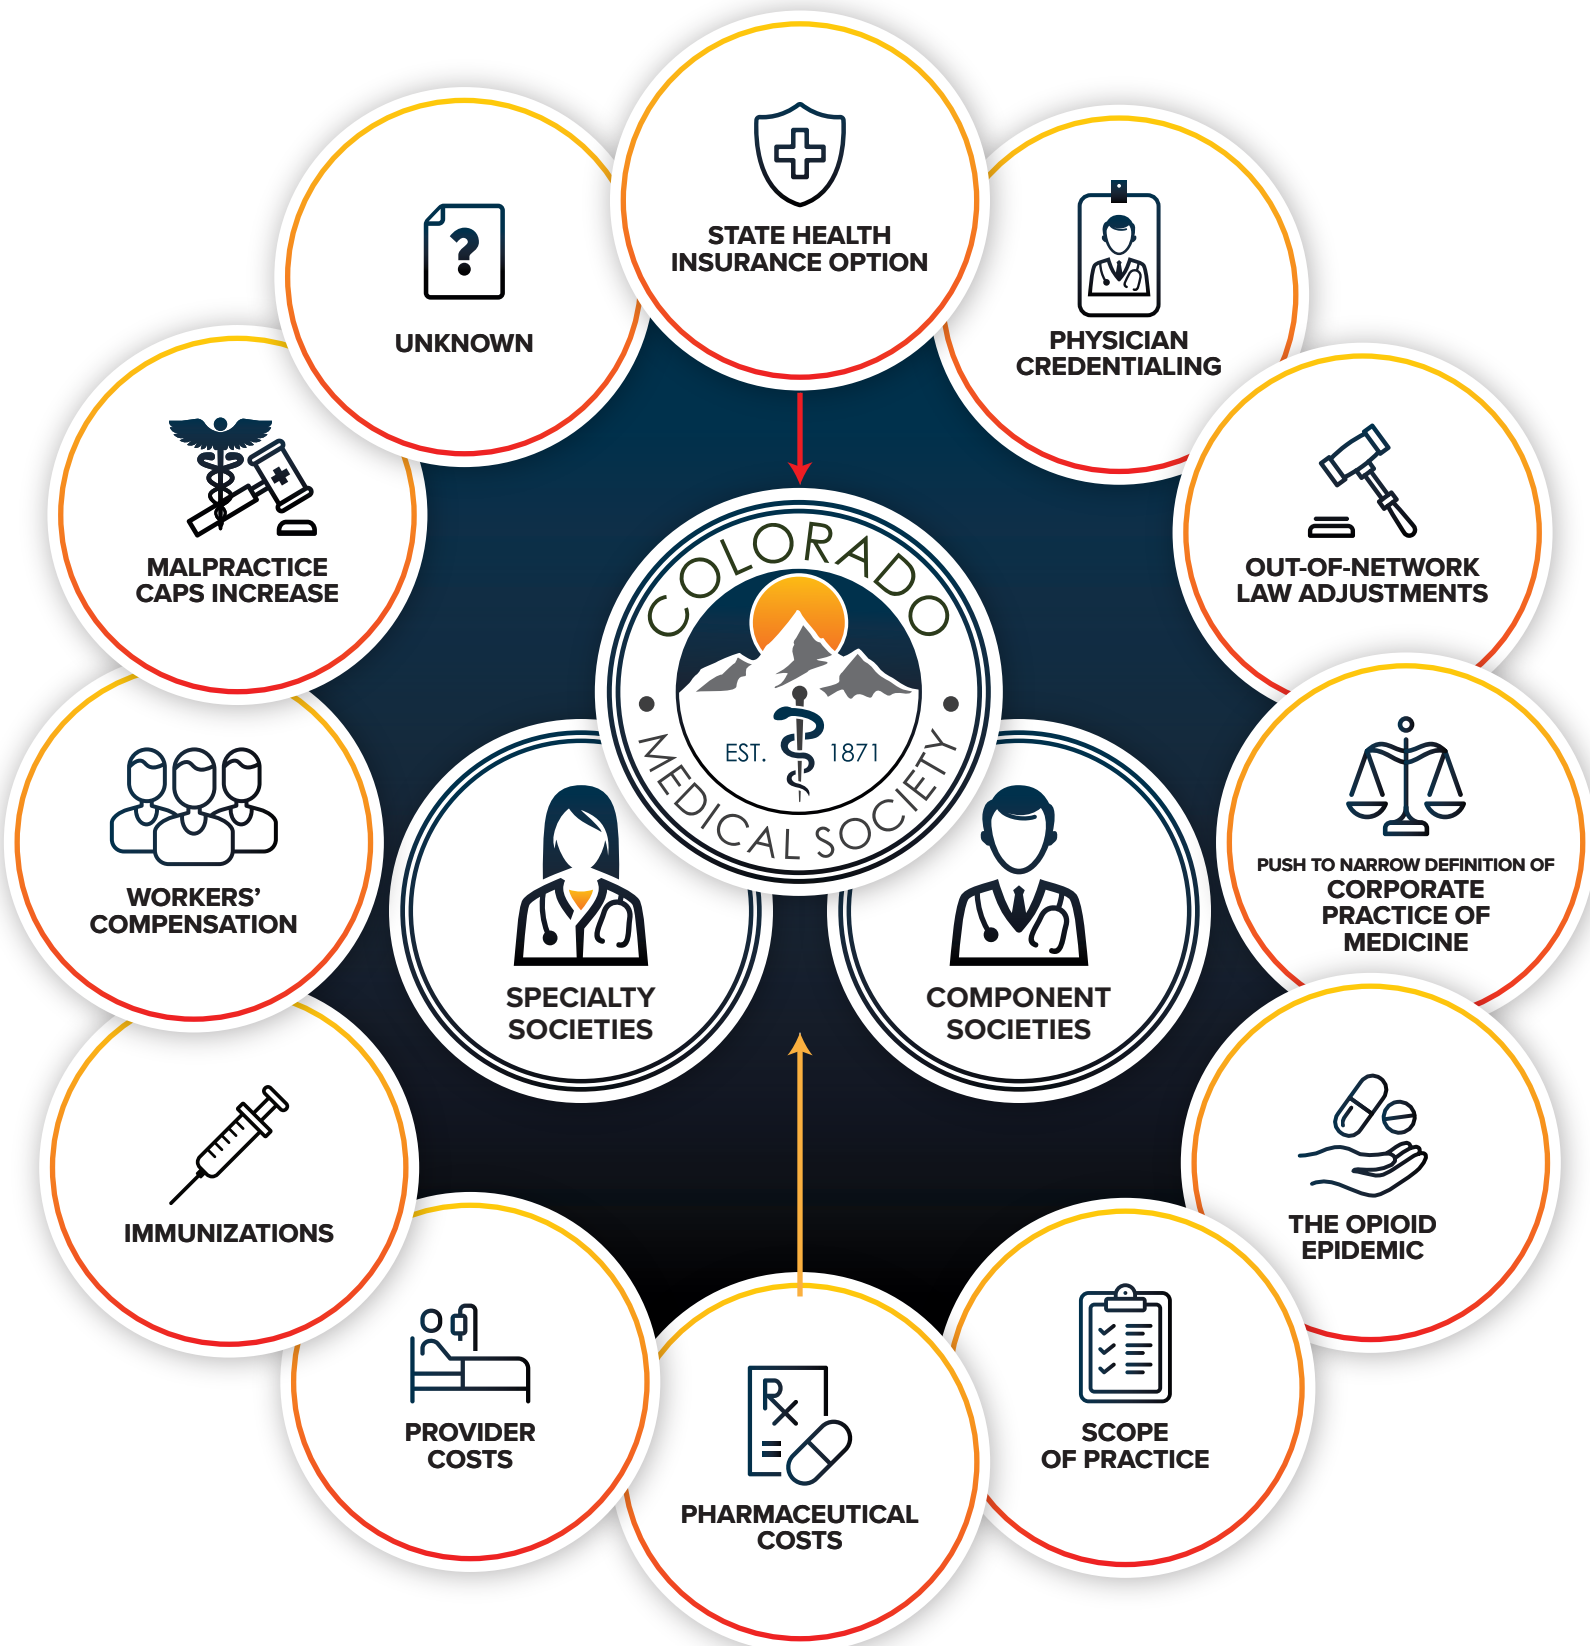 STATE HEALTH
INSURANCE OPTION
PHYSICIAN
CREDENTIALING
OUT-OF-NETWORK
LAW ADJUSTMENTS
PUSH TO NARROW DEFINITION OF
CORPORATE
PRACTICE OF
MEDICINE
THE OPIOID
EPIDEMIC
SCOPE
OF PRACTICE
Rx
PHARMACEUTICAL
COSTS
PROVIDER
COSTS
IMMUNIZATIONS
WORKERS’
COMPENSATION
MALPRACTICE
CAPS INCREASE
?
UNKNOWN
COLORADO
EST. 1871
MEDICAL SOCIETY
SPECIALTY
SOCIETIES
COMPONENT
SOCIETIES